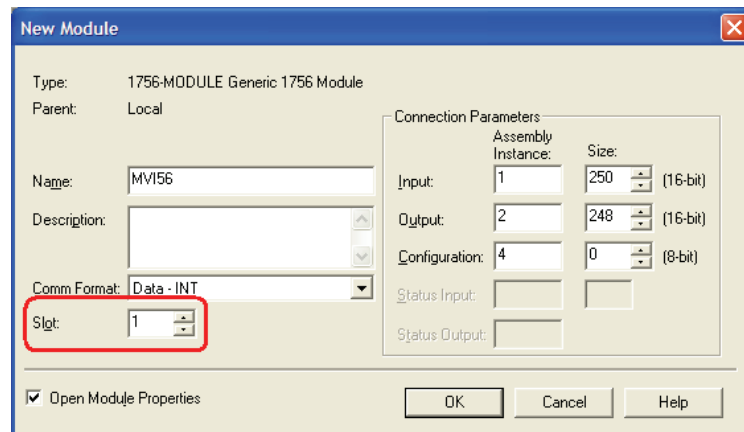 New Module
Type: 1756-MODULE Generic 1756 Module
Parent: Local
Connection Parameters
Assembly Instance: Size:
Name: MVI56
Input: 1 250 (16-bit)
Description:
Output: 2 248 (16-bit)
Configuration: 4 0 (8-bit)
Comm Format: Data - INT
Status Input:
Slot: 1
Status Output:
Open Module Properties
OK Cancel Help